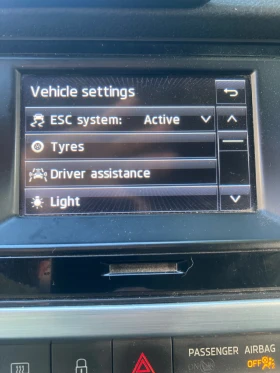 Vehicle settings
ESC system: Active
Tyres
Driver assistance
Light
PASSENGER AIRBAG
OFF